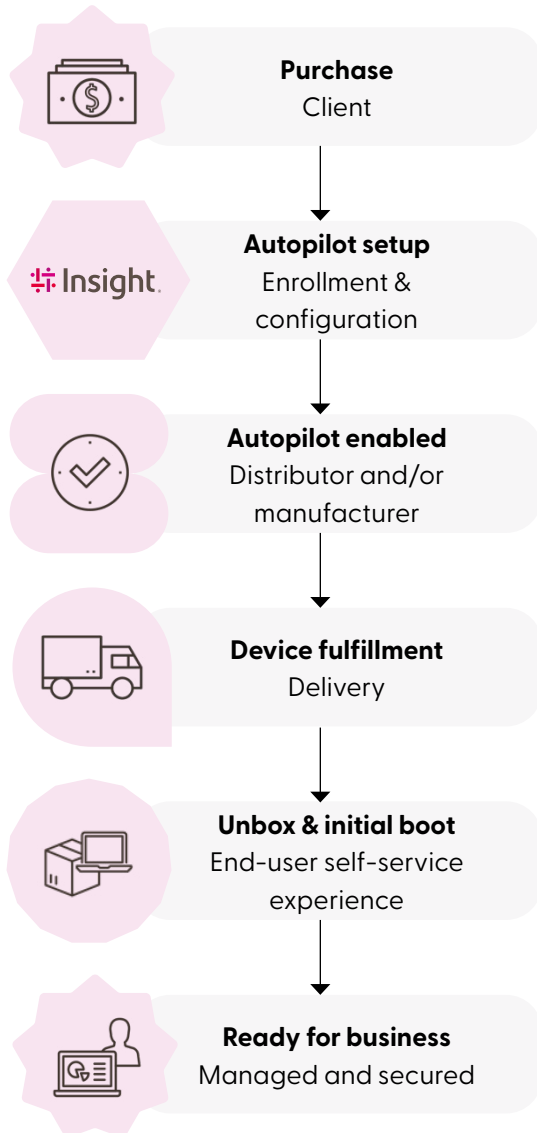 Purchase
Client
Autopilot setup
Insight.
Enrollment &
configuration
Autopilot enabled
Distributor and/or
manufacturer
Device fulfillment
Delivery
Unbox & initial boot
End-user self-service
experience
Ready for business
Managed and secured